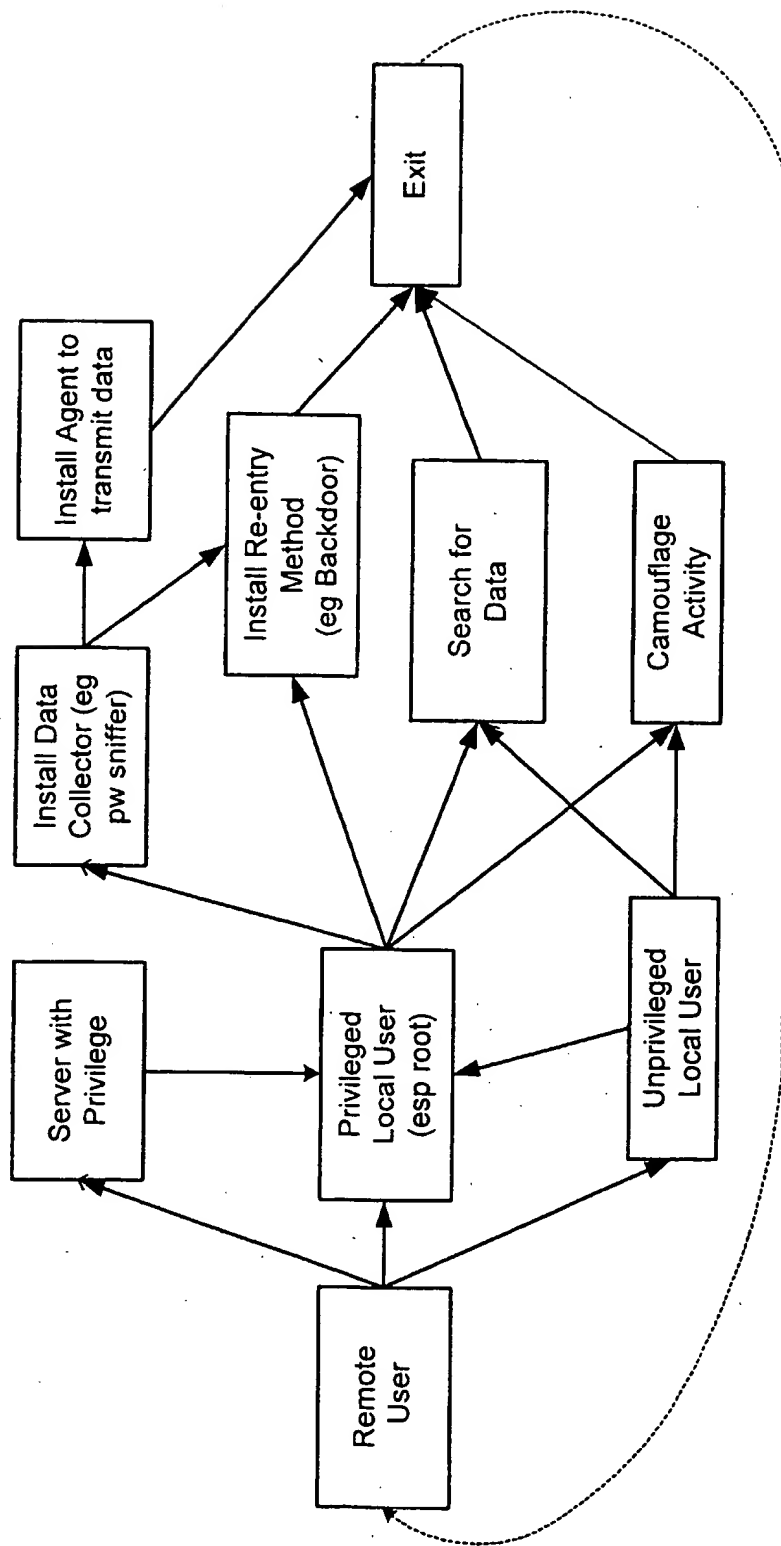 Remote
User
Server with
Privilege
Privileged
Local User
(esp root)
Unprivileged
Local User
Install Data
Collector (eg
pw sniffer)
Install Agent to
transmit data
Install Re-entry
Method
(eg Backdoor)
Search for
Data
Camouflage
Activity
Exit